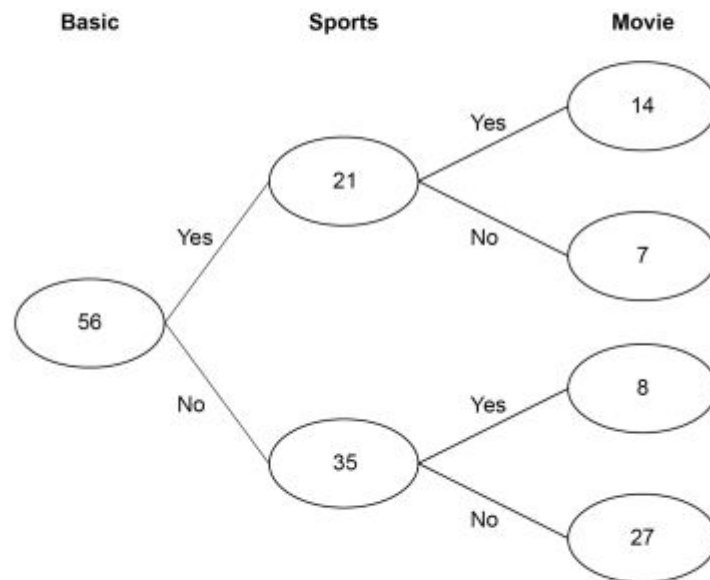 Basic Sports Movie
Yes 14
21
Yes No 7
56
No Yes 8
35
No 27